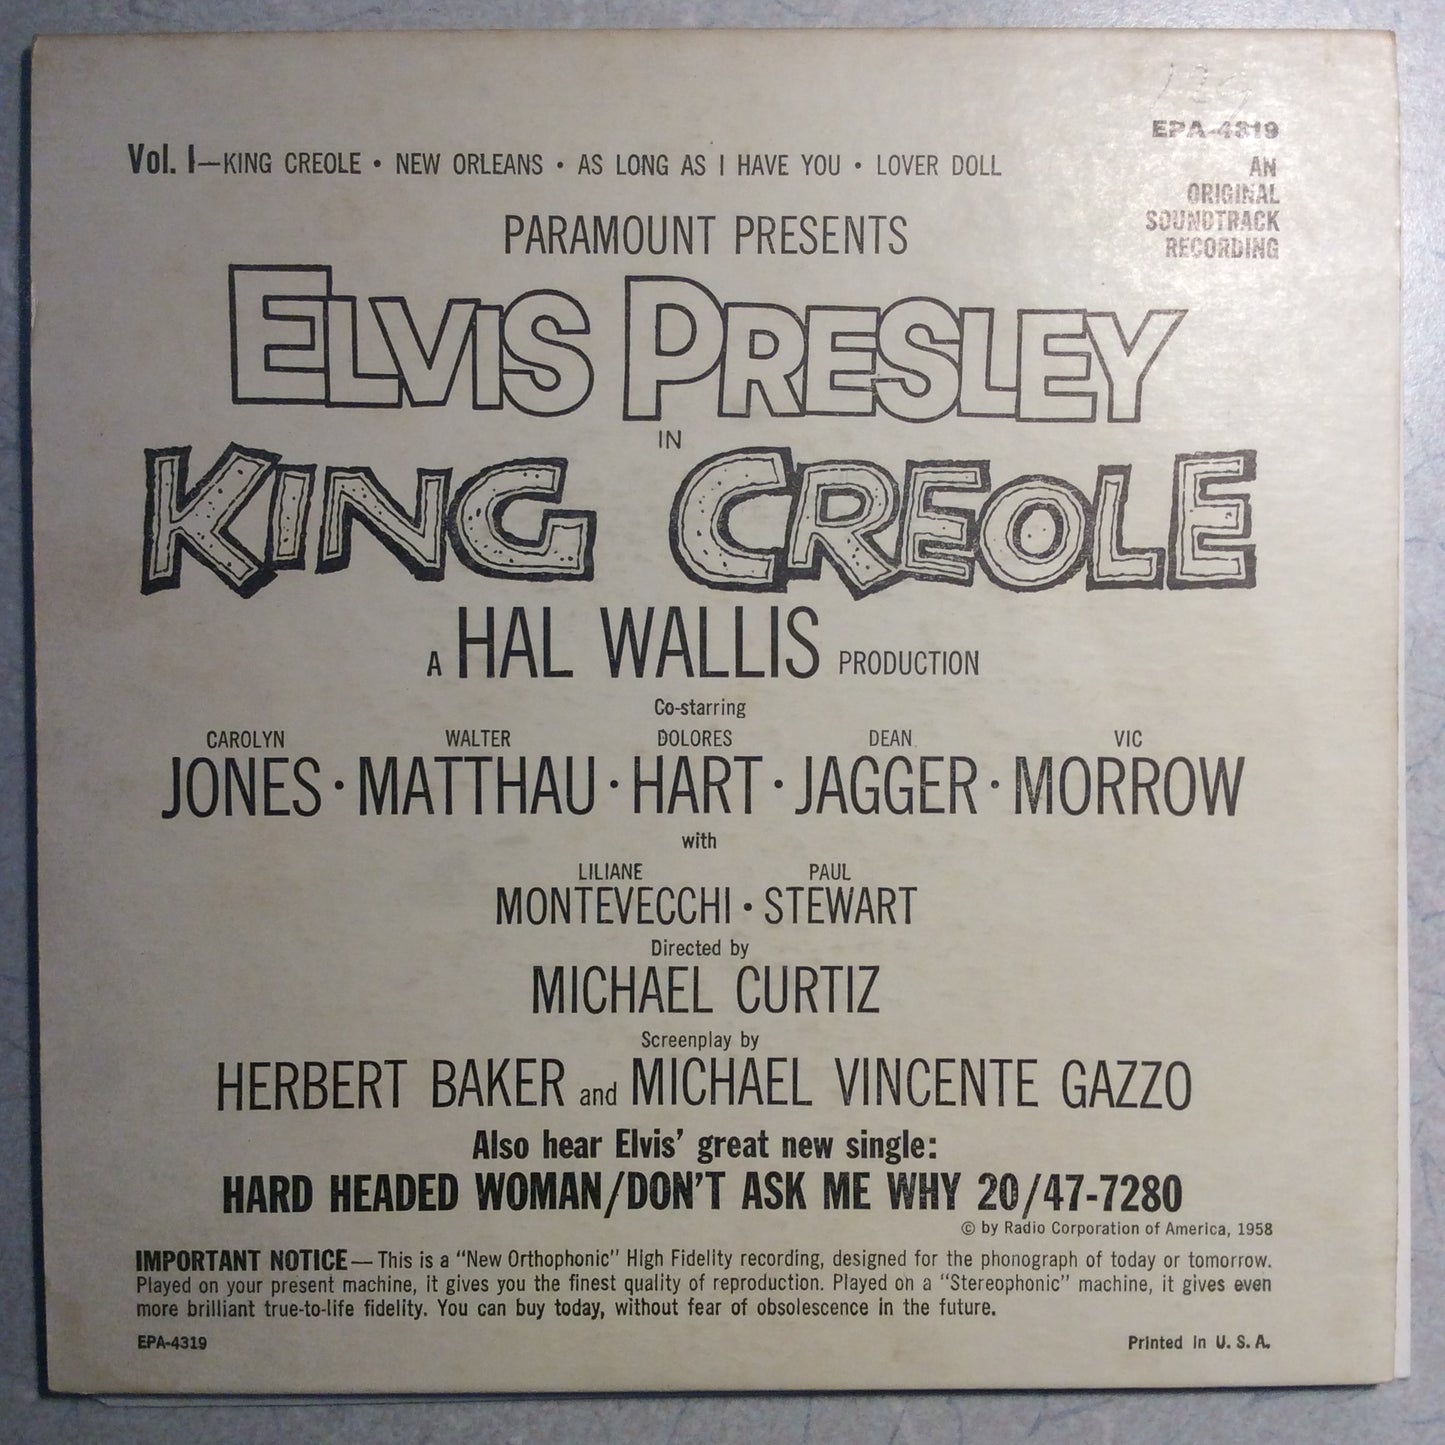 EPA-4319
Vol. I—KING CREOLE • NEW ORLEANS • AS LONG AS I HAVE YOU • LOVER DOLL
AN
ORIGINAL
SOUNDTRACK
RECORDING
PARAMOUNT PRESENTS
ELVIS PRESLEY
IN
KING CREOLE
A HAL WALLIS PRODUCTION
Co-starring
CAROLYN WALTER DOLORES DEAN VIC
JONES • MATTHAU • HART • JAGGER • MORROW
with
LILIANE PAUL
MONTEVECCHI • STEWART
Directed by
MICHAEL CURTIZ
Screenplay by
HERBERT BAKER and MICHAEL VINCENTE GAZZO
Also hear Elvis' great new single:
HARD HEADED WOMAN/DON'T ASK ME WHY 20/47-7280
© by Radio Corporation of America, 1958
IMPORTANT NOTICE—This is a "New Orthophonic" High Fidelity recording, designed for the phonograph of today or tomorrow.
Played on your present machine, it gives you the finest quality of reproduction. Played on a "Stereophonic" machine, it gives even
more brilliant true-to-life fidelity. You can buy today, without fear of obsolescence in the future.
EPA-4319 Printed in U. S. A.